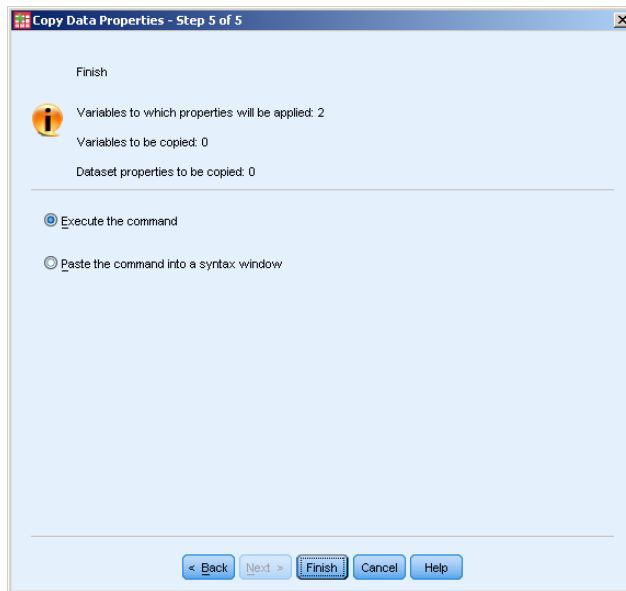 Copy Data Properties - Step 5 of 5
Finish
Variables to which properties will be applied: 2
Variables to be copied: 0
Dataset properties to be copied: 0
Execute the command
Paste the command into a syntax window
< Back Next > Finish Cancel Help